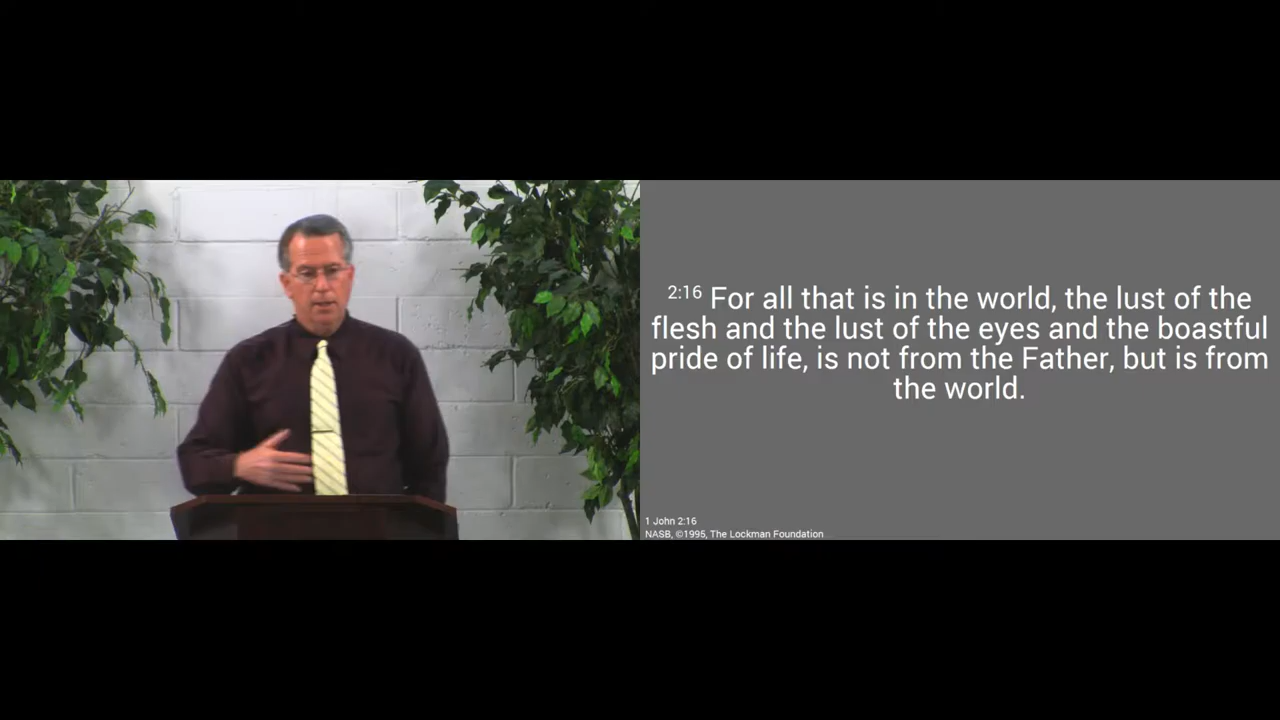 2:16 For all that is in the world, the lust of the
flesh and the lust of the eyes and the boastful
pride of life, is not from the Father, but is from
the world.
1 John 2:16
NASB, ©1995, The Lockman Foundation